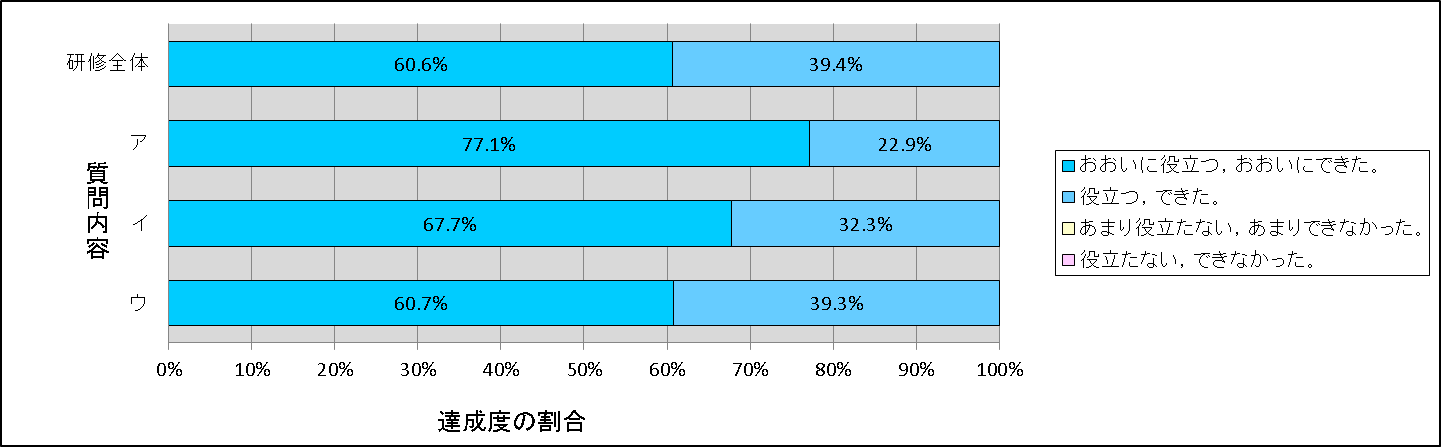 研修全体
60.6%
39.4%
ア
77.1%
22.9%
イ
67.7%
32.3%
ウ
60.7%
39.3%
質問内容
0% 10% 20% 30% 40% 50% 60% 70% 80% 90% 100%
達成度の割合
おおいに役立つ，おおいにできた。
役立つ，できた。
あまり役立たない，あまりできなかった。
役立たない，できなかった。